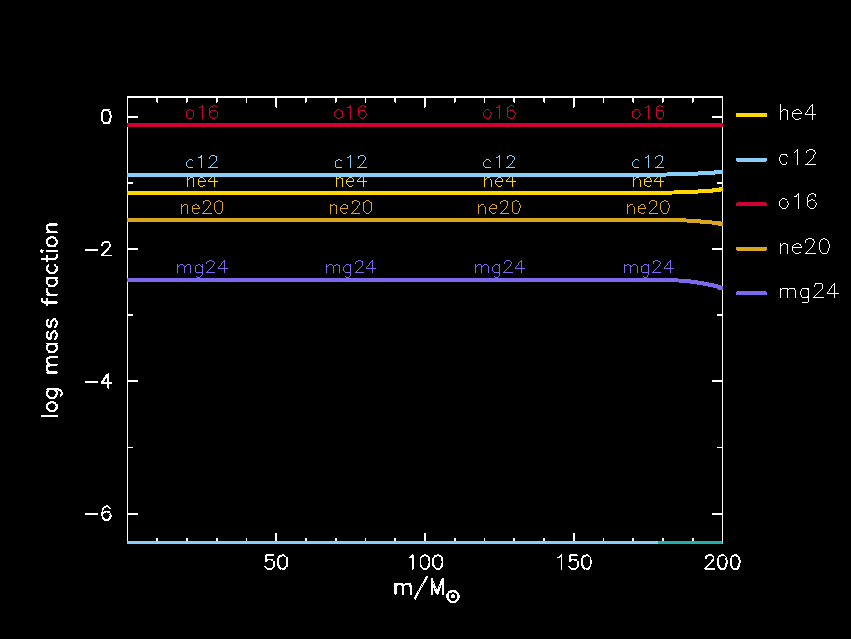 o16 o16 o16 o16
c12 c12 c12 c12
he4 he4 he4 he4
ne20 ne20 ne20 ne20
mg24 mg24 mg24 mg24
0
−2
−4
−6
log mass fraction
50 100 150 200
m/M☉
he4
c12
o16
ne20
mg24